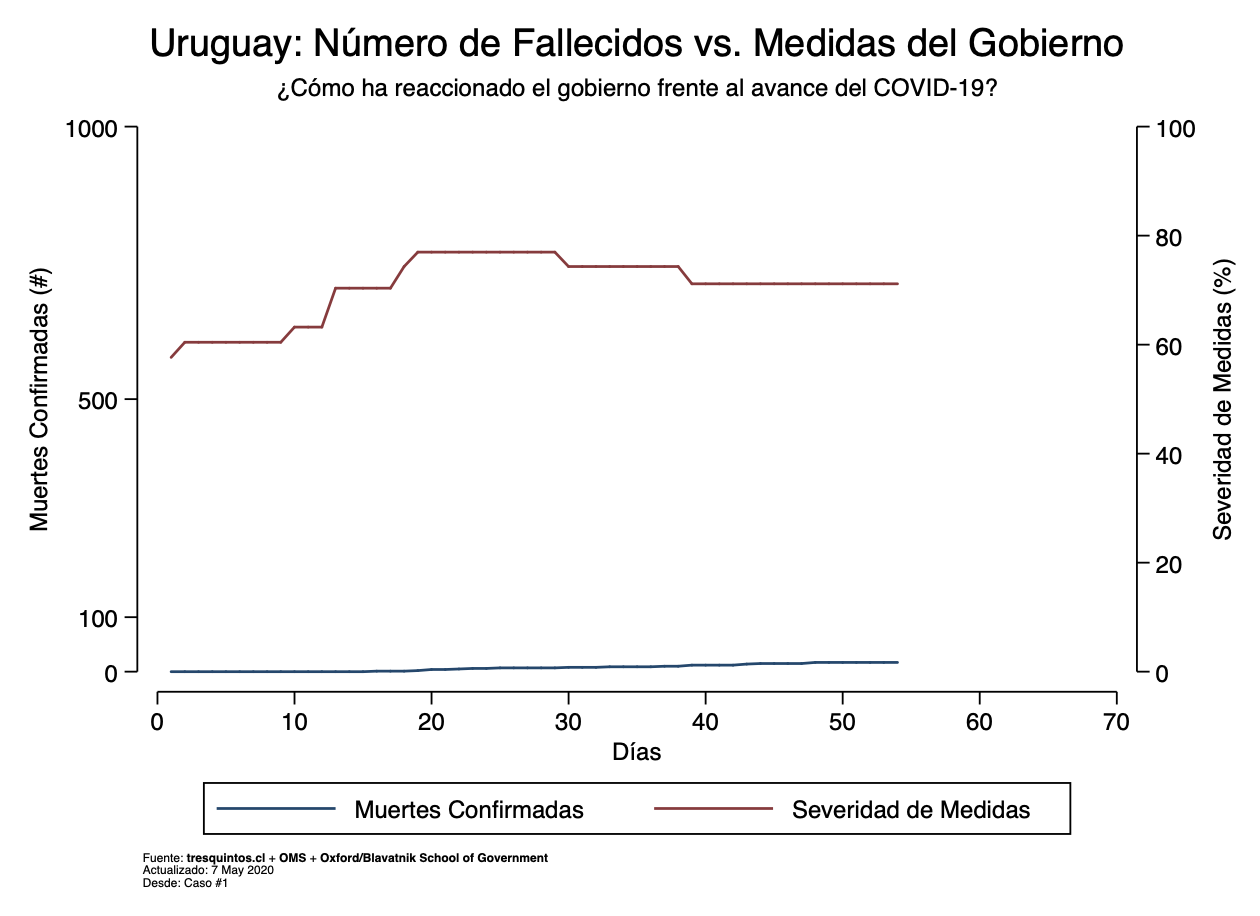 Uruguay: Número de Fallecidos vs. Medidas del Gobierno
¿Cómo ha reaccionado el gobierno frente al avance del COVID-19?
1000
500
100
0
Muertes Confirmadas (#)
100
80
60
40
20
0
Severidad de Medidas (%)
0 10 20 30 40 50 60 70
Días
Muertes Confirmadas Severidad de Medidas
Fuente: tresquintos.cl + OMS + Oxford/Blavatnik School of Government
Actualizado: 7 May 2020
Desde: Caso #1